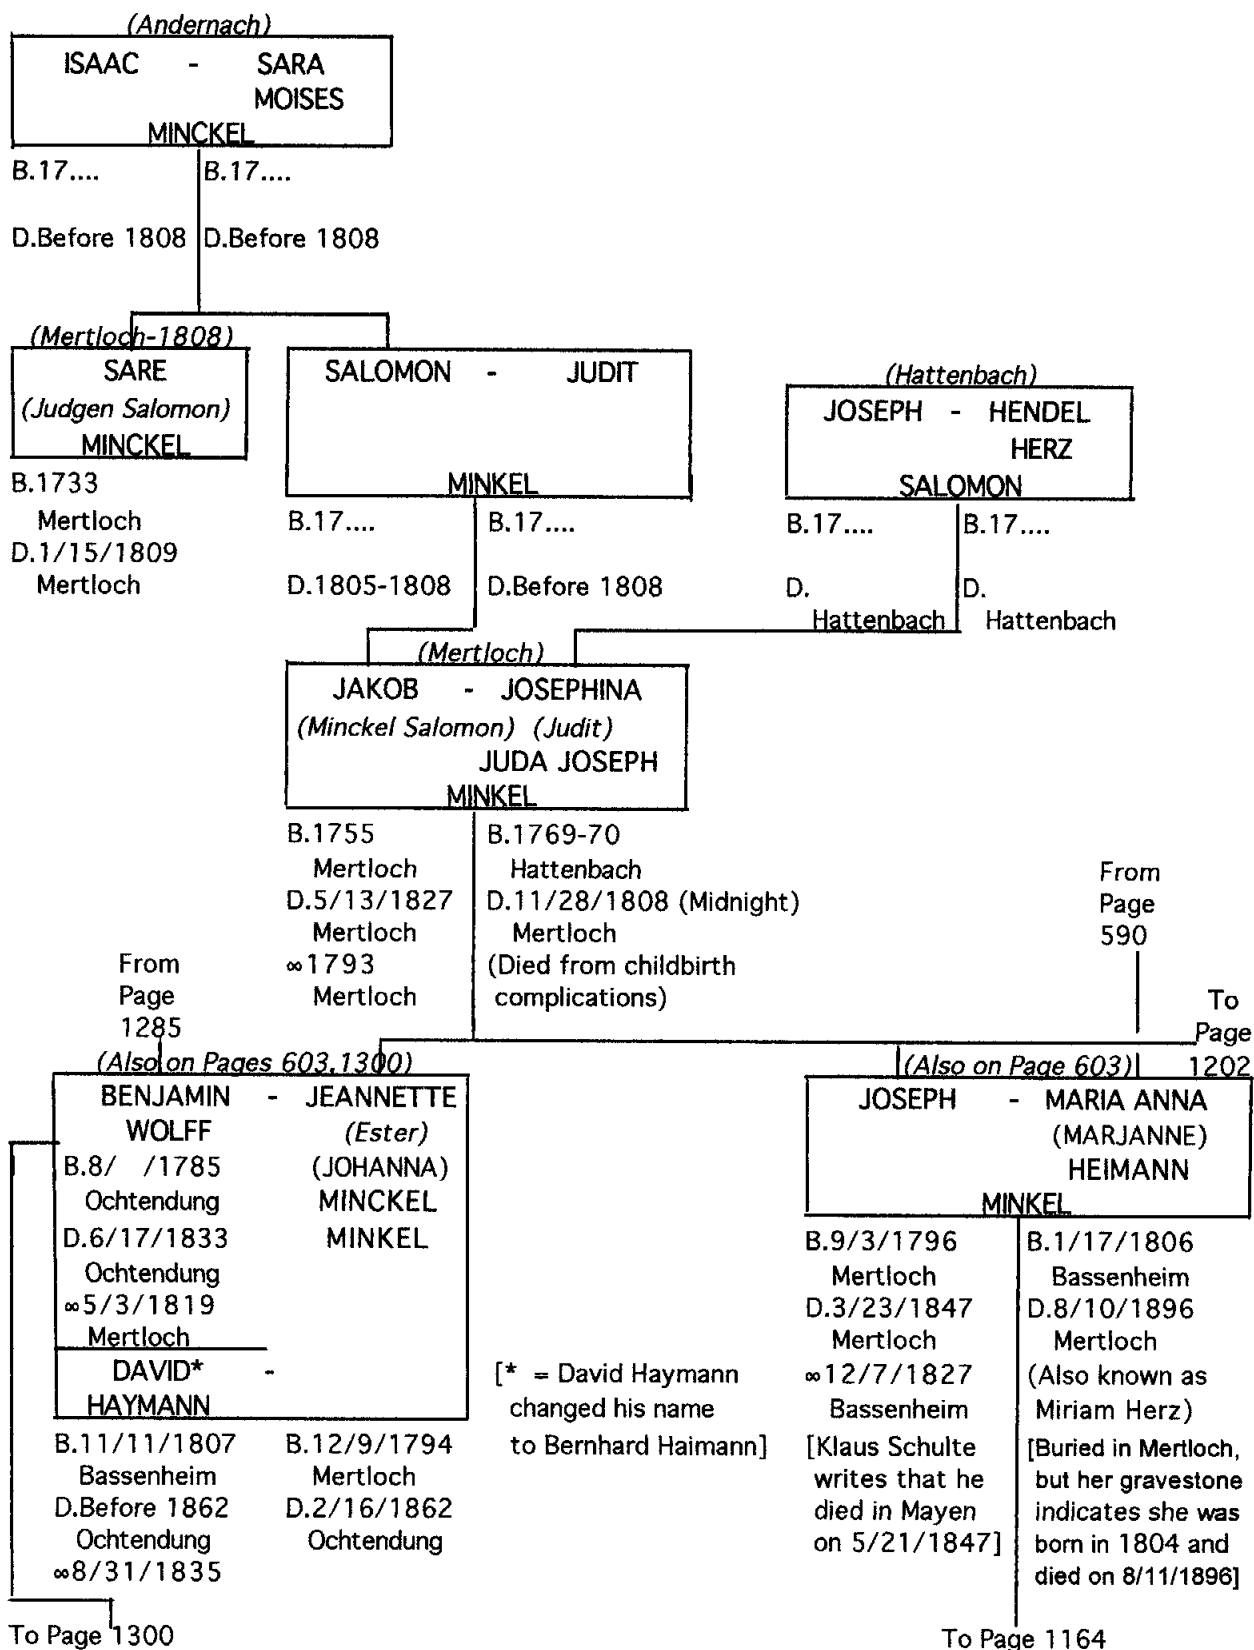 (Andernach)
ISAAC - SARA
MOISES
MINCKEL
B.17.... B.17....
D.Before 1808 D.Before 1808
(Mertloch-1808)
SARE
(Judgen Salomon)
MINCKEL
B.1733
Mertloch
D.1/15/1809
Mertloch
SALOMON - JUDIT
MINKEL
B.17.... B.17....
D.1805-1808 D.Before 1808
(Hattenbach)
JOSEPH - HENDEL
HERZ
SALOMON
B.17.... B.17....
D. D.
Hattenbach Hattenbach
(Mertloch)
JAKOB - JOSEPHINA
(Minckel Salomon) (Judit)
JUDA JOSEPH
MINKEL
B.1755 B.1769-70
Mertloch Hattenbach
D.5/13/1827 D.11/28/1808 (Midnight)
Mertloch Mertloch
∞1793 (Died from childbirth
Mertloch complications)
From
Page
1285
From
Page
590
To
Page
1202
(Also on Pages 603,1300)
BENJAMIN - JEANNETTE
WOLFF (Ester)
B.8/ /1785 (JOHANNA)
Ochtendung MINCKEL
D.6/17/1833 MINKEL
Ochtendung
∞5/3/1819
Mertloch
DAVID* -
HAYMANN
B.11/11/1807 B.12/9/1794
Bassenheim Mertloch
D.Before 1862 D.2/16/1862
Ochtendung Ochtendung
∞8/31/1835
To Page 1300
[* = David Haymann
changed his name
to Bernhard Haimann]
(Also on Page 603)
JOSEPH - MARIA ANNA
(MARJANNE)
HEIMANN
MINKEL
B.9/3/1796 B.1/17/1806
Mertloch Bassenheim
D.3/23/1847 D.8/10/1896
Mertloch Mertloch
∞12/7/1827 (Also known as
Bassenheim Miriam Herz)
[Klaus Schulte
writes that he
died in Mayen
on 5/21/1847]
[Buried in Mertloch,
but her gravestone
indicates she was
born in 1804 and
died on 8/11/1896]
To Page 1164